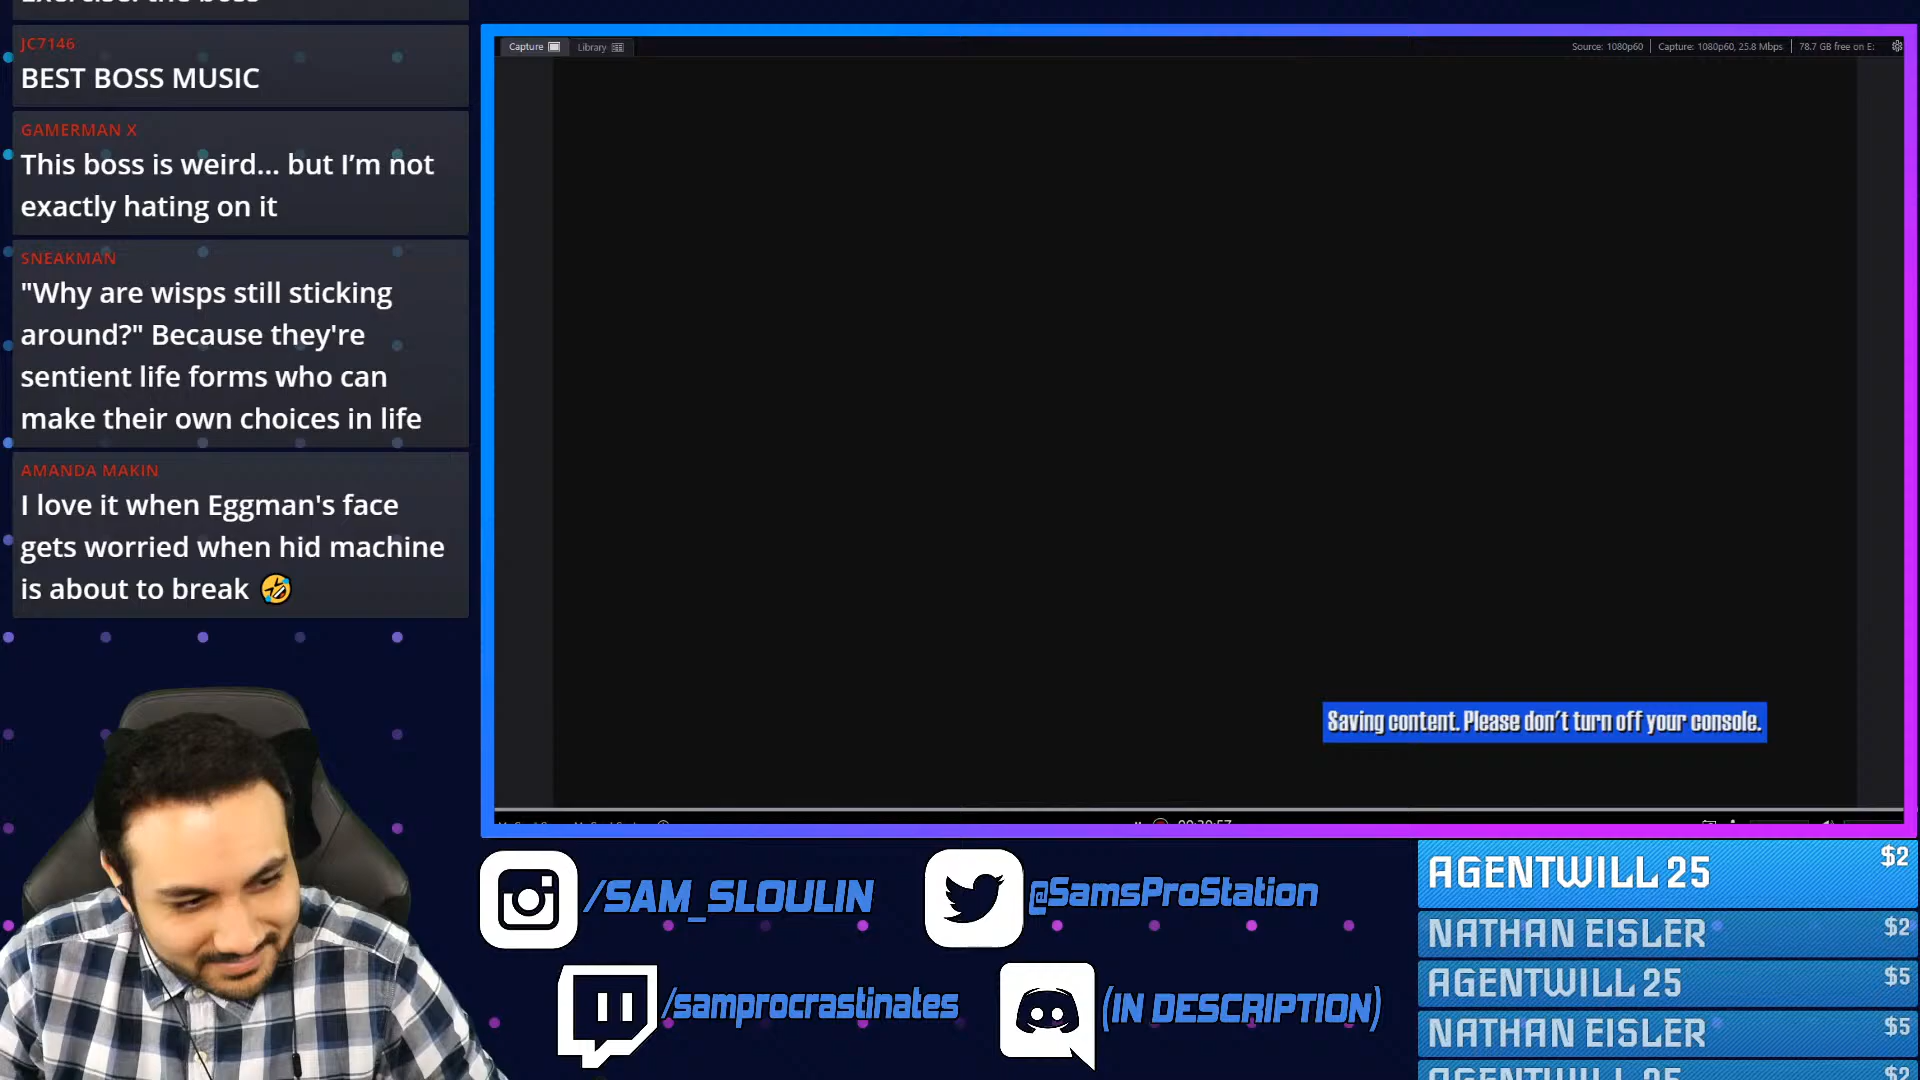 JC7146
BEST BOSS MUSIC
GAMERMAN X
This boss is weird... but I’m not
exactly hating on it
SNEAKMAN
"Why are wisps still sticking
around?" Because they're
sentient life forms who can
make their own choices in life
AMANDA MAKIN
I love it when Eggman's face
gets worried when hid machine
is about to break 🤣
Capture
Library
Source: 1080p60
Capture: 1080p60, 25.8 Mbps
78.7 GB free on E:
Saving content. Please don't turn off your console.
/SAM_SLOULIN
@SamsProStation
/samprocrastinates
(IN DESCRIPTION)
AGENTWILL 25 $2
NATHAN EISLER $2
AGENTWILL 25 $5
NATHAN EISLER $5
AGENTWILL 25 $2